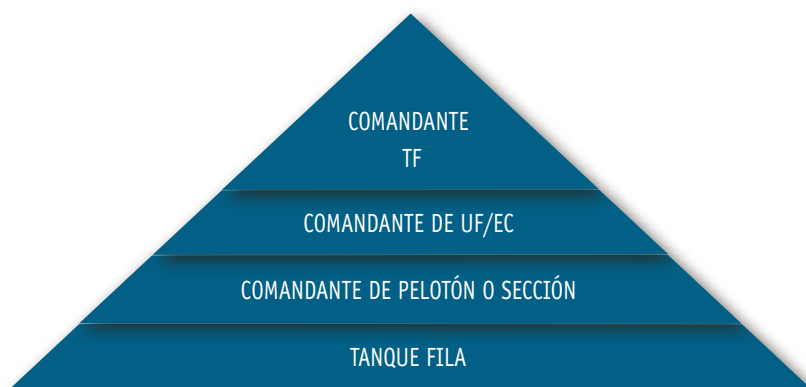 COMANDANTE
TF
COMANDANTE DE UF/EC
COMANDANTE DE PELOTÓN O SECCIÓN
TANQUE FILA